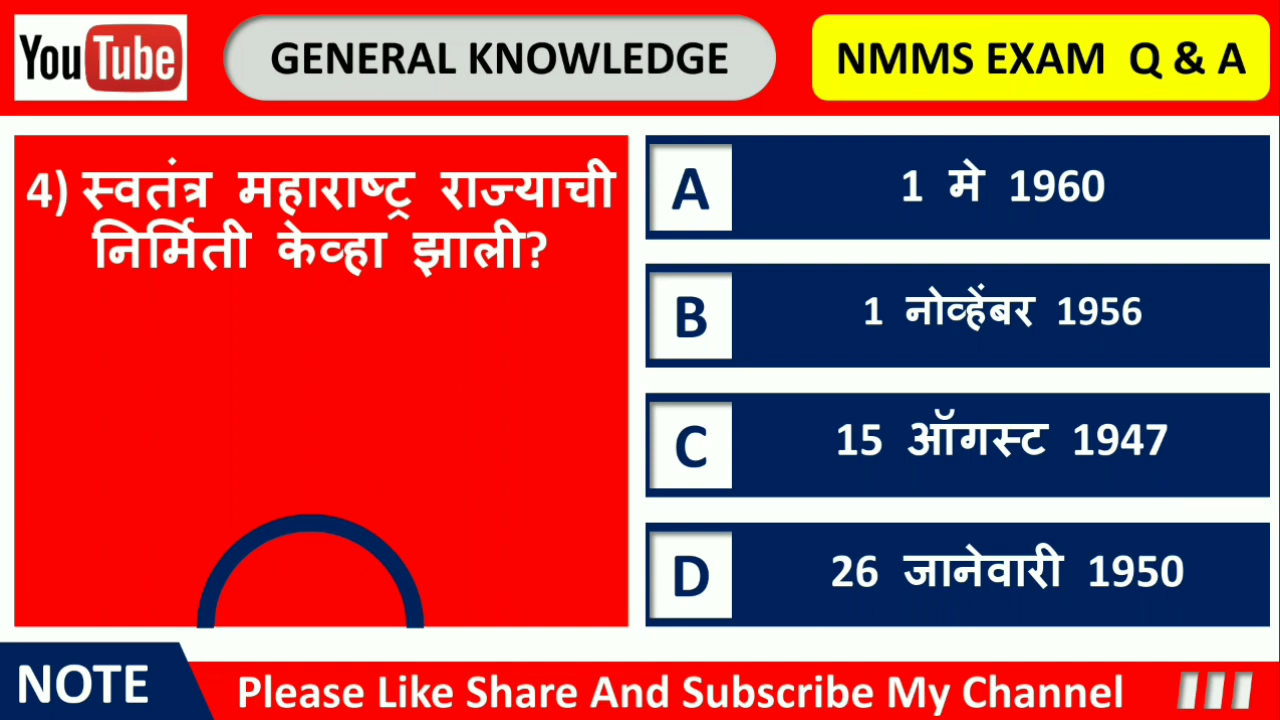 YouTube
GENERAL KNOWLEDGE
NMMS EXAM Q & A
4) स्वतंत्र महाराष्ट्र राज्याची
निर्मिती केव्हा झाली?
A 1 मे 1960
B 1 नोव्हेंबर 1956
C 15 ऑगस्ट 1947
D 26 जानेवारी 1950
NOTE
Please Like Share And Subscribe My Channel